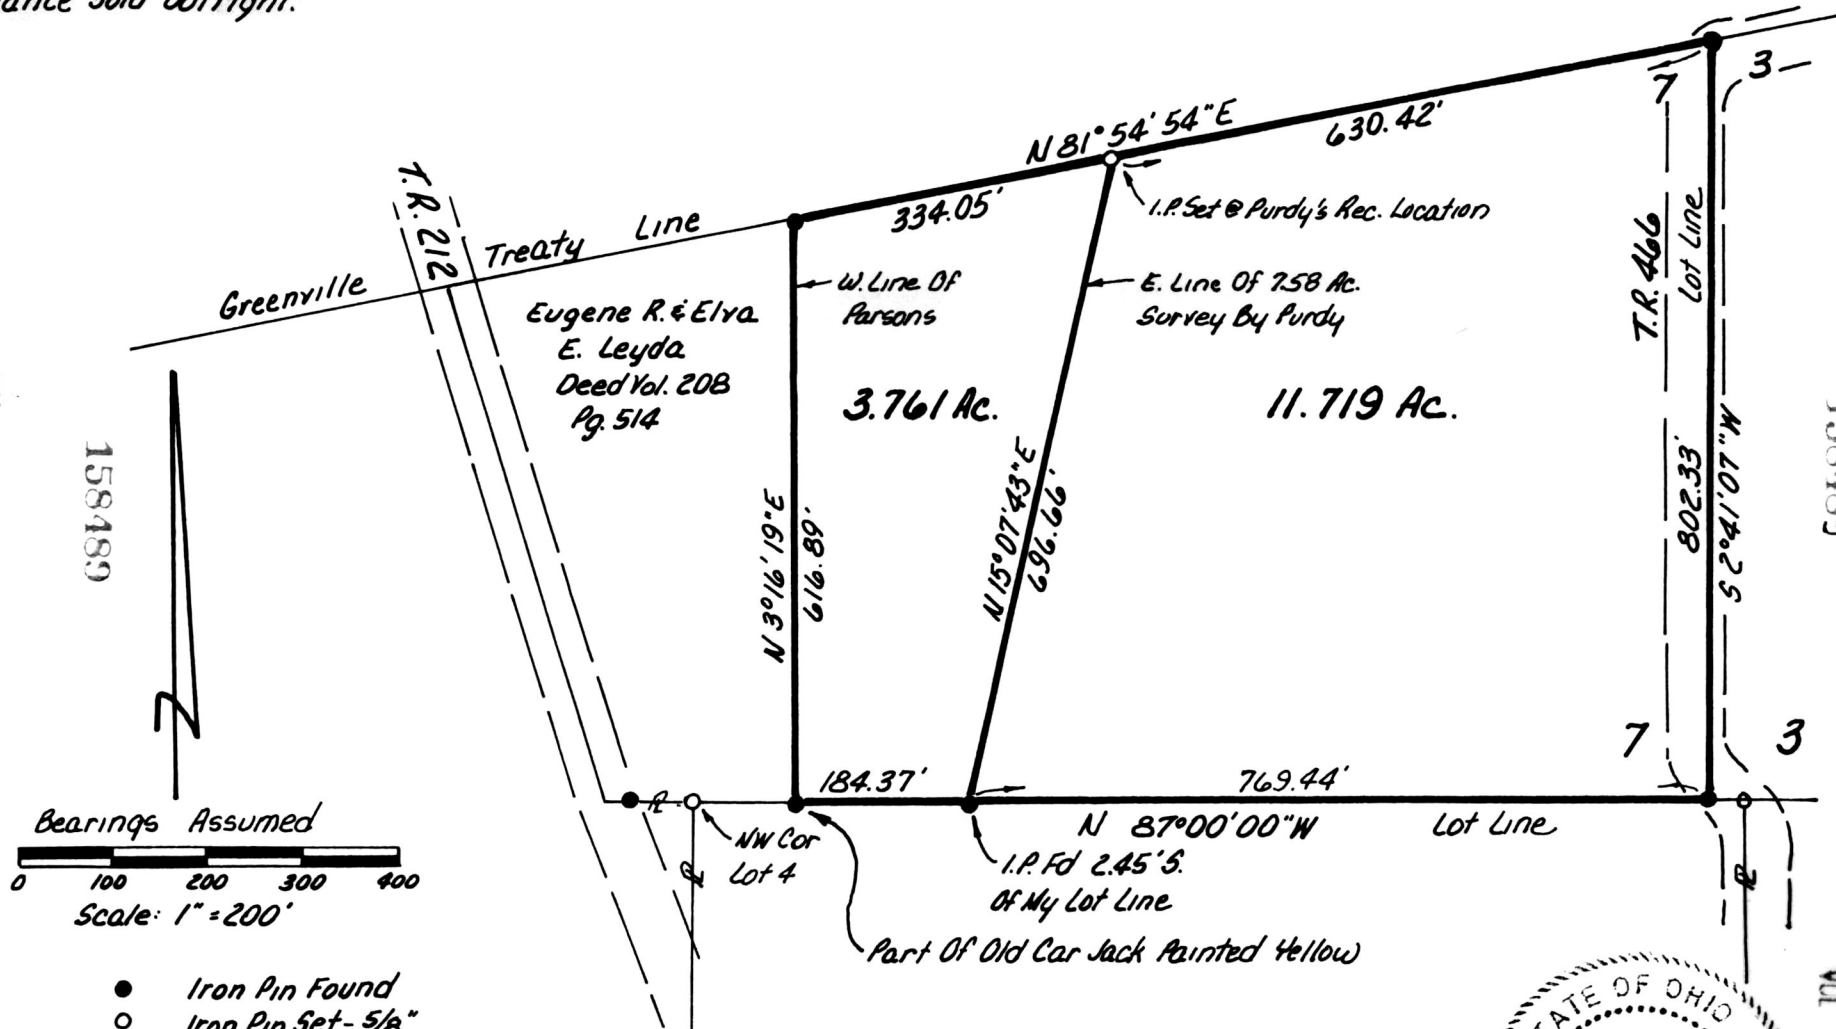 Sold Outright.
7
3
N 81° 54' 54" E
630.42'
T.R. 212
334.05'
I.P. Set @ Purdy's Rec. Location
Greenville Treaty Line
T.R. 466
Lot Line
Eugene R. & Elva
E. Leyda
Deed Vol. 208
Pg. 514
W. Line Of
Parsons
E. Line Of 7.58 Ac.
Survey By Purdy
3.761 Ac.
11.719 Ac.
158489
N 3° 16' 19" E
616.89'
N 15° 07' 43" E
696.66'
802.33'
S 2° 41' 07" W
7
3
184.37'
769.44'
N 87° 00' 00" W
Lot Line
R
NW Cor
Lot 4
R
R
I.P. Fd 2.45' S.
Of My Lot Line
Part Of Old Car Jack Painted Yellow
Bearings Assumed
0 100 200 300 400
Scale: 1" = 200'
Iron Pin Found
Iron Pin Set - 5/8"
STATE OF OHIO
VOL